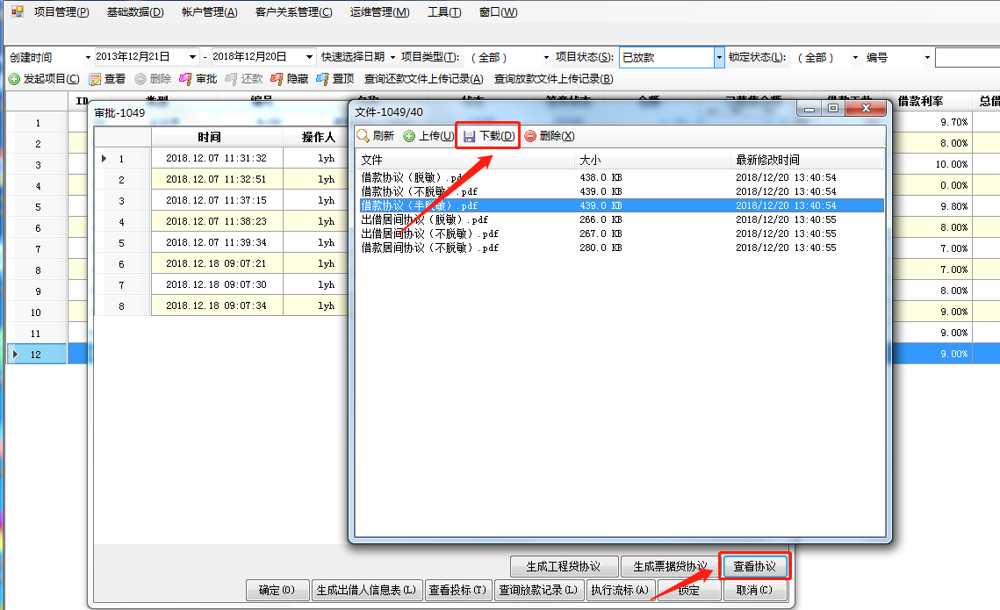 项目管理(P) 基础数据(D) 帐户管理(A) 客户关系管理(C) 运维管理(M) 工具(T) 窗口(W)
创建时间 2013年12月21日 - 2018年12月20日 快速选择日期 项目类型(T): （全部） 项目状态(S): 已放款 锁定状态(L): （全部） 编号
发起项目(C) 查看 删除 审批 还款 隐藏 置顶 查询还款文件上传记录(A) 查询放款文件上传记录(B)
借款利率
1 9.70%
2 8.00%
3 10.00%
4 0.00%
5 9.80%
6 8.00%
7 7.00%
8 7.00%
9 8.00%
10 9.00%
11 9.00%
12 9.00%
审批-1049
时间 操作人
1 2018.12.07 11:31:32 lyh
2 2018.12.07 11:32:51 lyh
3 2018.12.07 11:37:15 lyh
4 2018.12.07 11:38:23 lyh
5 2018.12.07 11:39:34 lyh
6 2018.12.18 09:07:21 lyh
7 2018.12.18 09:07:30 lyh
8 2018.12.18 09:07:34 lyh
文件-1049/40
刷新 上传(U) 下载(D) 删除(X)
文件 大小 最新修改时间
借款协议（脱敏）.pdf 438.0 KB 2018/12/20 13:40:54
借款协议（不脱敏）.pdf 439.0 KB 2018/12/20 13:40:54
借款协议（半脱敏）.pdf 439.0 KB 2018/12/20 13:40:54
出借居间协议（脱敏）.pdf 266.0 KB 2018/12/20 13:40:55
出借居间协议（不脱敏）.pdf 267.0 KB 2018/12/20 13:40:55
借款居间协议（不脱敏）.pdf 280.0 KB 2018/12/20 13:40:55
生成工程贷协议 生成票据贷协议 查看协议
确定(O) 生成出借人信息表(L) 查看投标(T) 查询放款记录(L) 执行流标(A) 锁定 取消(C)